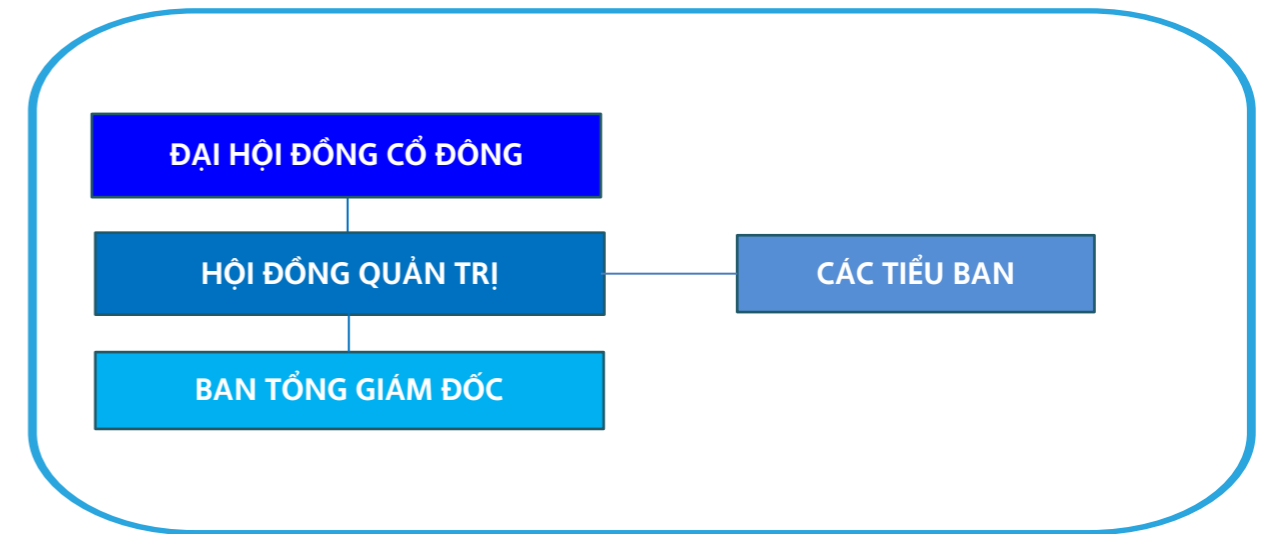 ĐẠI HỘI ĐỒNG CỔ ĐÔNG
HỘI ĐỒNG QUẢN TRỊ
CÁC TIỂU BAN
BAN TỔNG GIÁM ĐỐC